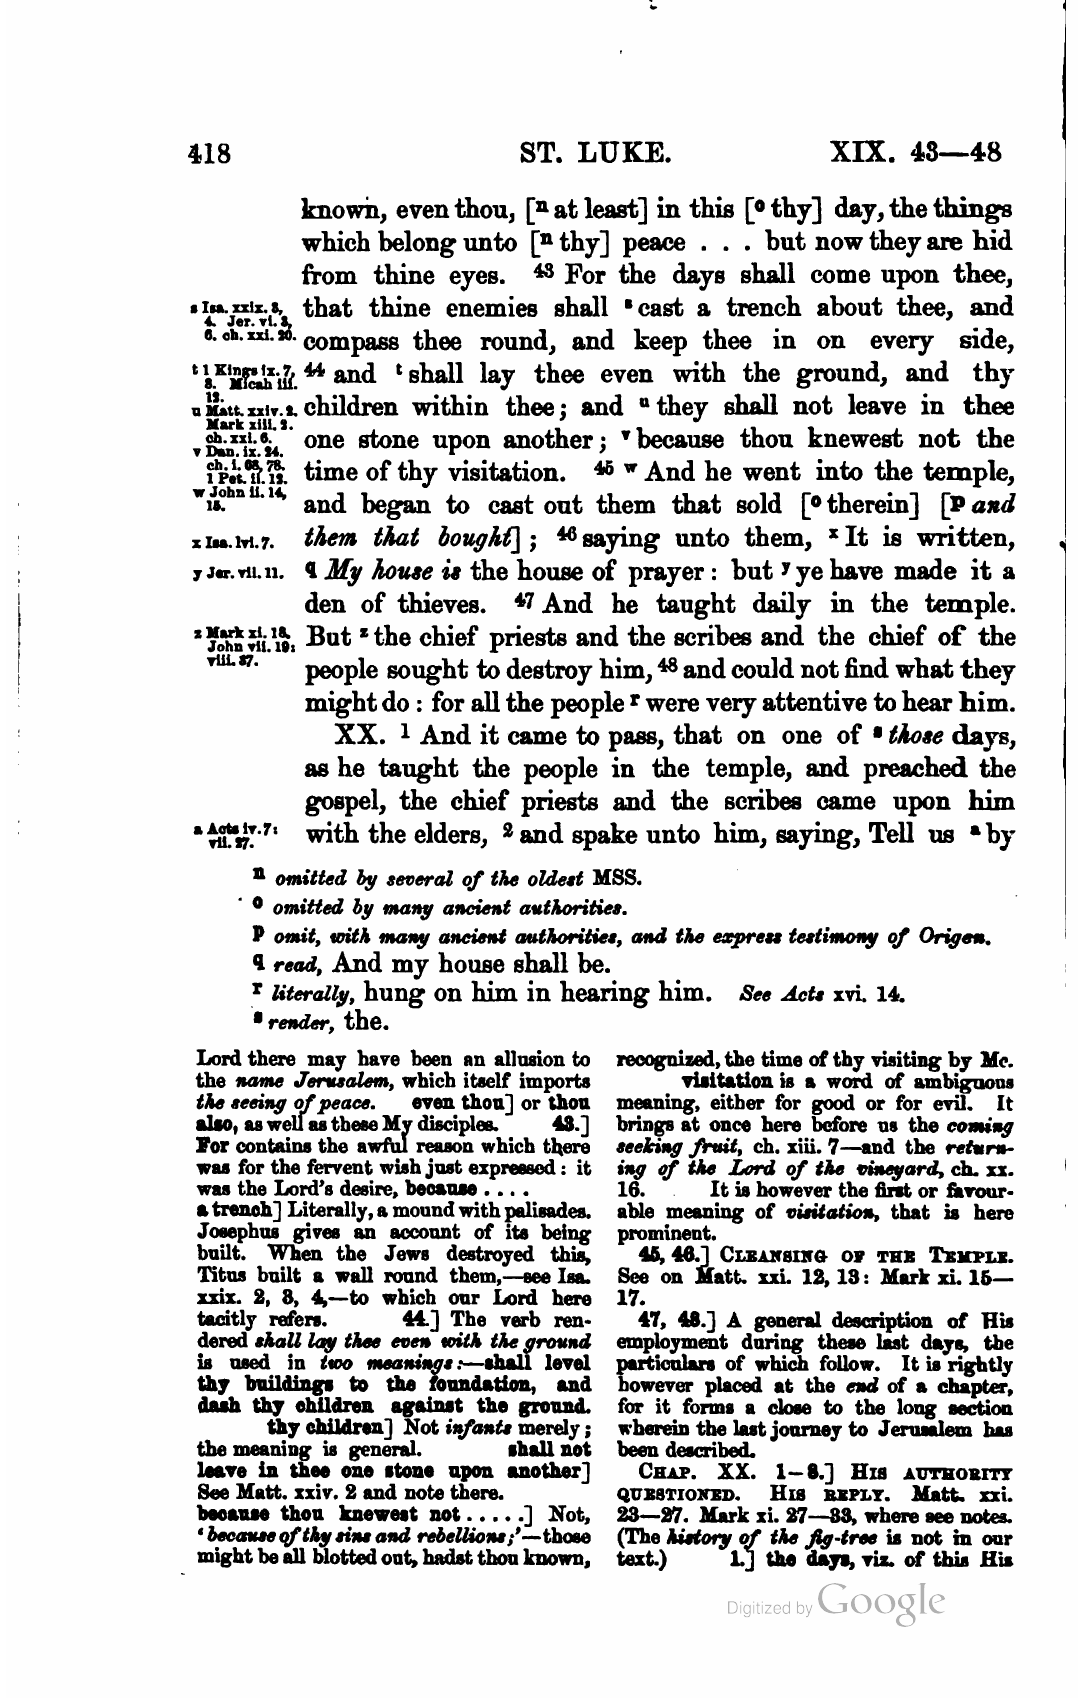 418 ST. LUKE. XIX. 43—48
known, even thou, [n at least] in this [o thy] day, the things
which belong unto [n thy] peace . . . but now they are hid
from thine eyes. 43 For the days shall come upon thee,
that thine enemies shall s cast a trench about thee, and
compass thee round, and keep thee in on every side,
44 and t shall lay thee even with the ground, and thy
children within thee; and u they shall not leave in thee
one stone upon another; v because thou knewest not the
time of thy visitation. 45 w And he went into the temple,
and began to cast out them that sold [o therein] [p and
them that bought]; 46 saying unto them, x It is written,
q My house is the house of prayer: but y ye have made it a
den of thieves. 47 And he taught daily in the temple.
But z the chief priests and the scribes and the chief of the
people sought to destroy him, 48 and could not find what they
might do: for all the people r were very attentive to hear him.
XX. 1 And it came to pass, that on one of s those days,
as he taught the people in the temple, and preached the
gospel, the chief priests and the scribes came upon him
with the elders, 2 and spake unto him, saying, Tell us a by
s Isa. xxix. 3,
4. Jer. vi. 3,
6. ch. xxi. 20.
t 1 Kings ix. 7,
8. Micah iii.
12.
u Matt. xxiv. 2.
Mark xiii. 2.
ch. xxi. 6.
v Dan. ix. 24.
ch. i. 68, 78.
1 Pet. ii. 12.
w John ii. 14,
15.
x Isa. lvi. 7.
y Jer. vii. 11.
z Mark xi. 18,
John vii. 19:
viii. 37.
a Acts iv. 7:
vii. 27.
n omitted by several of the oldest MSS.
o omitted by many ancient authorities.
p omit, with many ancient authorities, and the express testimony of Origen.
q read, And my house shall be.
r literally, hung on him in hearing him. See Acts xvi. 14.
s render, the.
Lord there may have been an allusion to
the name Jerusalem, which itself imports
the seeing of peace. even thou] or thou
also, as well as these My disciples. 43.]
For contains the awful reason which there
was for the fervent wish just expressed: it
was the Lord's desire, because . . . .
a trench] Literally, a mound with palisades.
Josephus gives an account of its being
built. When the Jews destroyed this,
Titus built a wall round them,—see Isa.
xxix. 2, 3, 4,—to which our Lord here
tacitly refers. 44.] The verb ren-
dered shall lay thee even with the ground
is used in two meanings:—shall level
thy buildings to the foundation, and
dash thy children against the ground.
thy children] Not infants merely;
the meaning is general. shall not
leave in thee one stone upon another]
See Matt. xxiv. 2 and note there.
because thou knewest not . . . . .] Not,
'because of thy sins and rebellions;'—those
might be all blotted out, hadst thou known,
recognized, the time of thy visiting by Me.
visitation is a word of ambiguous
meaning, either for good or for evil. It
brings at once here before us the coming
seeking fruit, ch. xiii. 7—and the return-
ing of the Lord of the vineyard, ch. xx.
16. It is however the first or favour-
able meaning of visitation, that is here
prominent.
45, 46.] CLEANSING OF THE TEMPLE.
See on Matt. xxi. 12, 13: Mark xi. 15—
17.
47, 48.] A general description of His
employment during these last days, the
particulars of which follow. It is rightly
however placed at the end of a chapter,
for it forms a close to the long section
wherein the last journey to Jerusalem has
been described.
CHAP. XX. 1—8.] HIS AUTHORITY
QUESTIONED. HIS REPLY. Matt. xxi.
23—27. Mark xi. 27—33, where see notes.
(The history of the fig-tree is not in our
text.) 1.] the days, viz. of this His
Digitized by Google